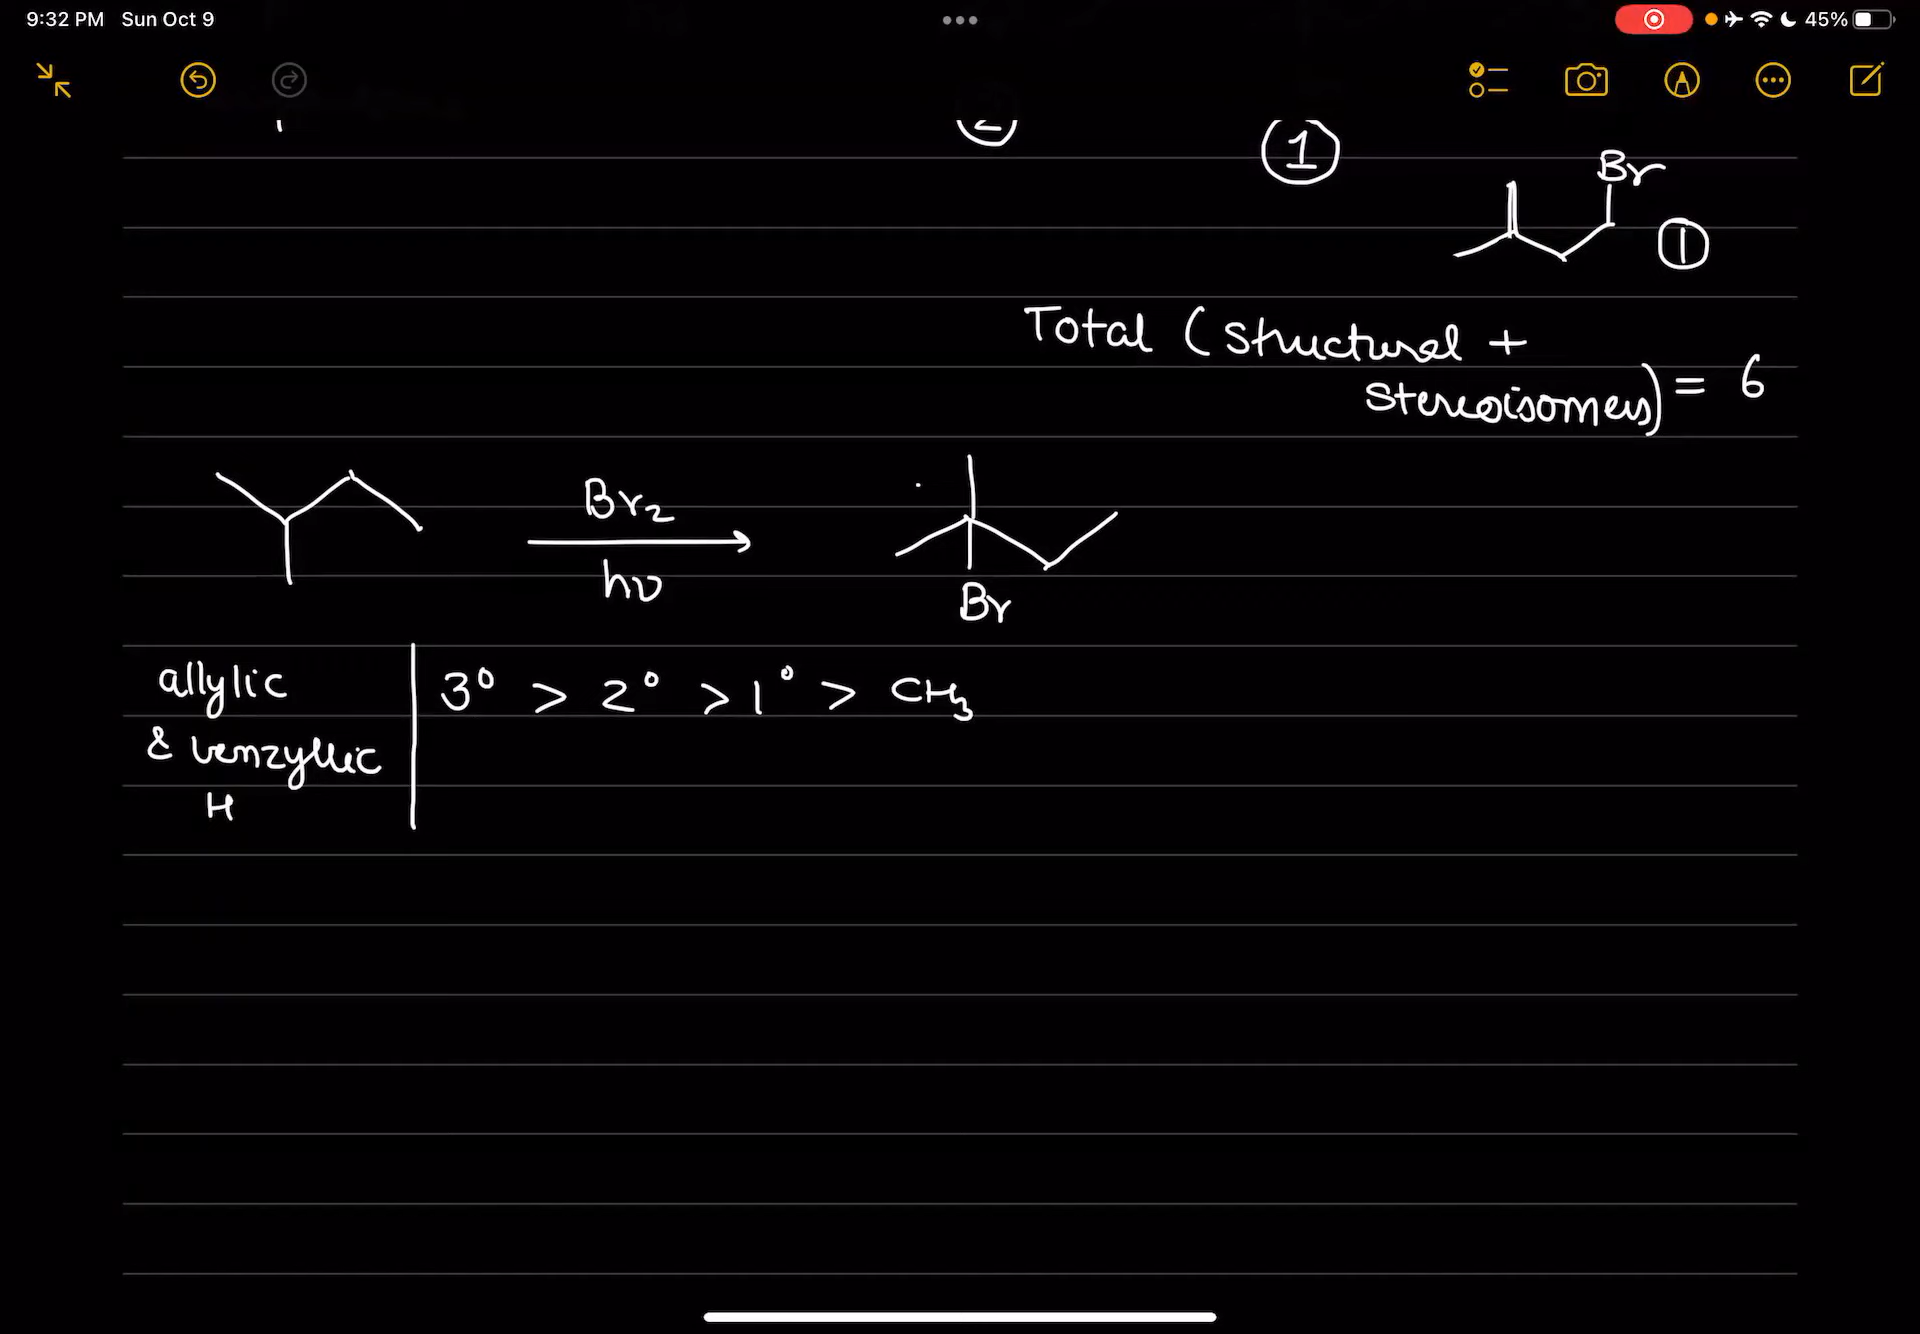 9:32 PM Sun Oct 9
45%
1
Br
1
Total (Structural +
Stereoisomers) = 6
Br2
hν
Br
allylic
& benzyllic
H
3° > 2° > 1° > CH3